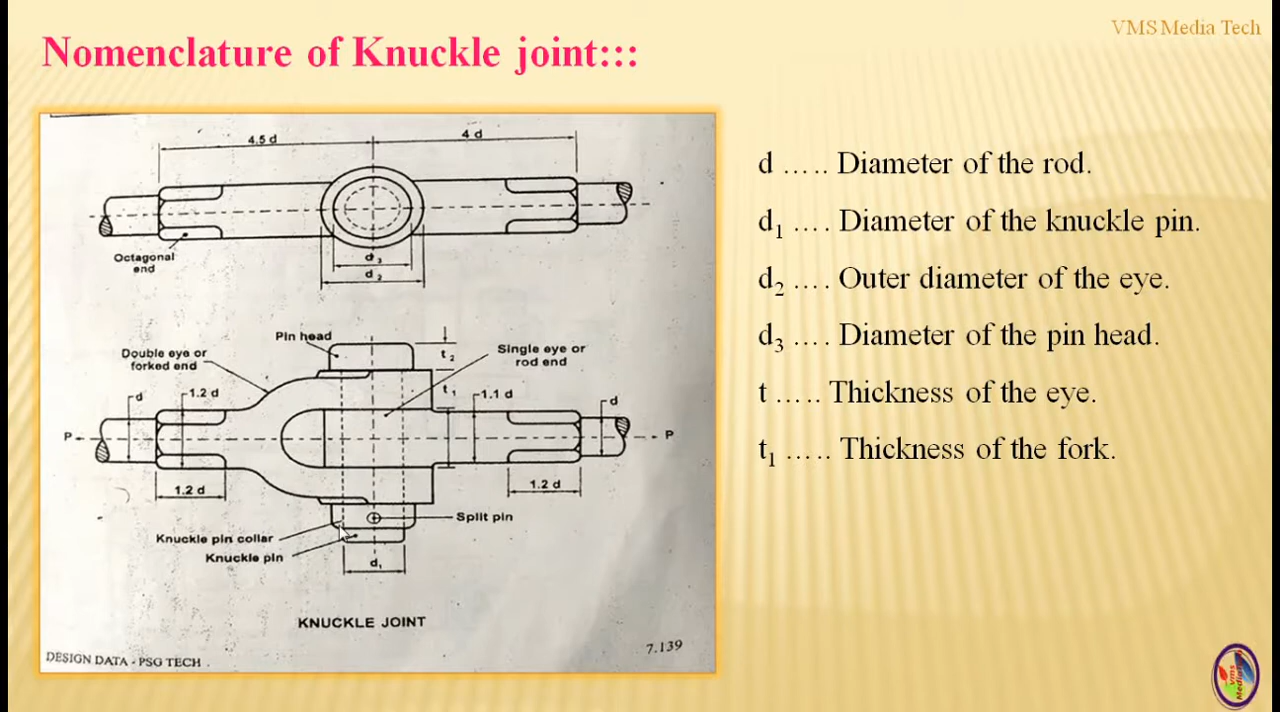 VMS Media Tech
Nomenclature of Knuckle joint:::
4.5 d
4 d
Octagonal
end
d₃
d₂
Pin head
t₂
Double eye or
forked end
Single eye or
rod end
d
1.2 d
t₁
1.1 d
d
P
P
1.2 d
1.2 d
Split pin
Knuckle pin collar
Knuckle pin
d₁
KNUCKLE JOINT
DESIGN DATA - PSG TECH
7.139
d ….. Diameter of the rod.
d₁ …. Diameter of the knuckle pin.
d₂ …. Outer diameter of the eye.
d₃ …. Diameter of the pin head.
t ….. Thickness of the eye.
t₁ ….. Thickness of the fork.
Vms
Media